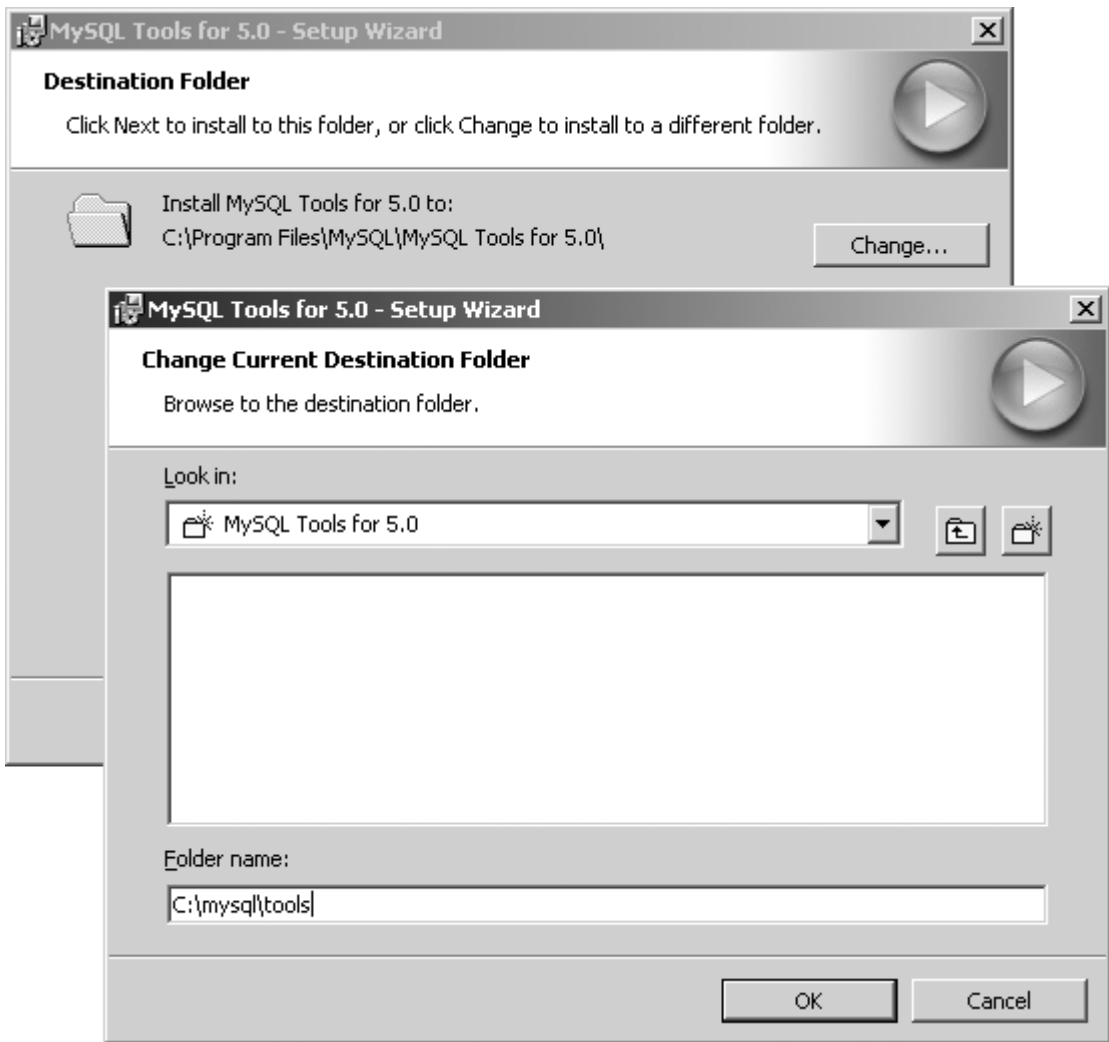 MySQL Tools for 5.0 - Setup Wizard
Destination Folder
Click Next to install to this folder, or click Change to install to a different folder.
Install MySQL Tools for 5.0 to:
C:\Program Files\MySQL\MySQL Tools for 5.0\
Change...
MySQL Tools for 5.0 - Setup Wizard
Change Current Destination Folder
Browse to the destination folder.
Look in:
MySQL Tools for 5.0
Folder name:
C:\mysql\tools
OK
Cancel